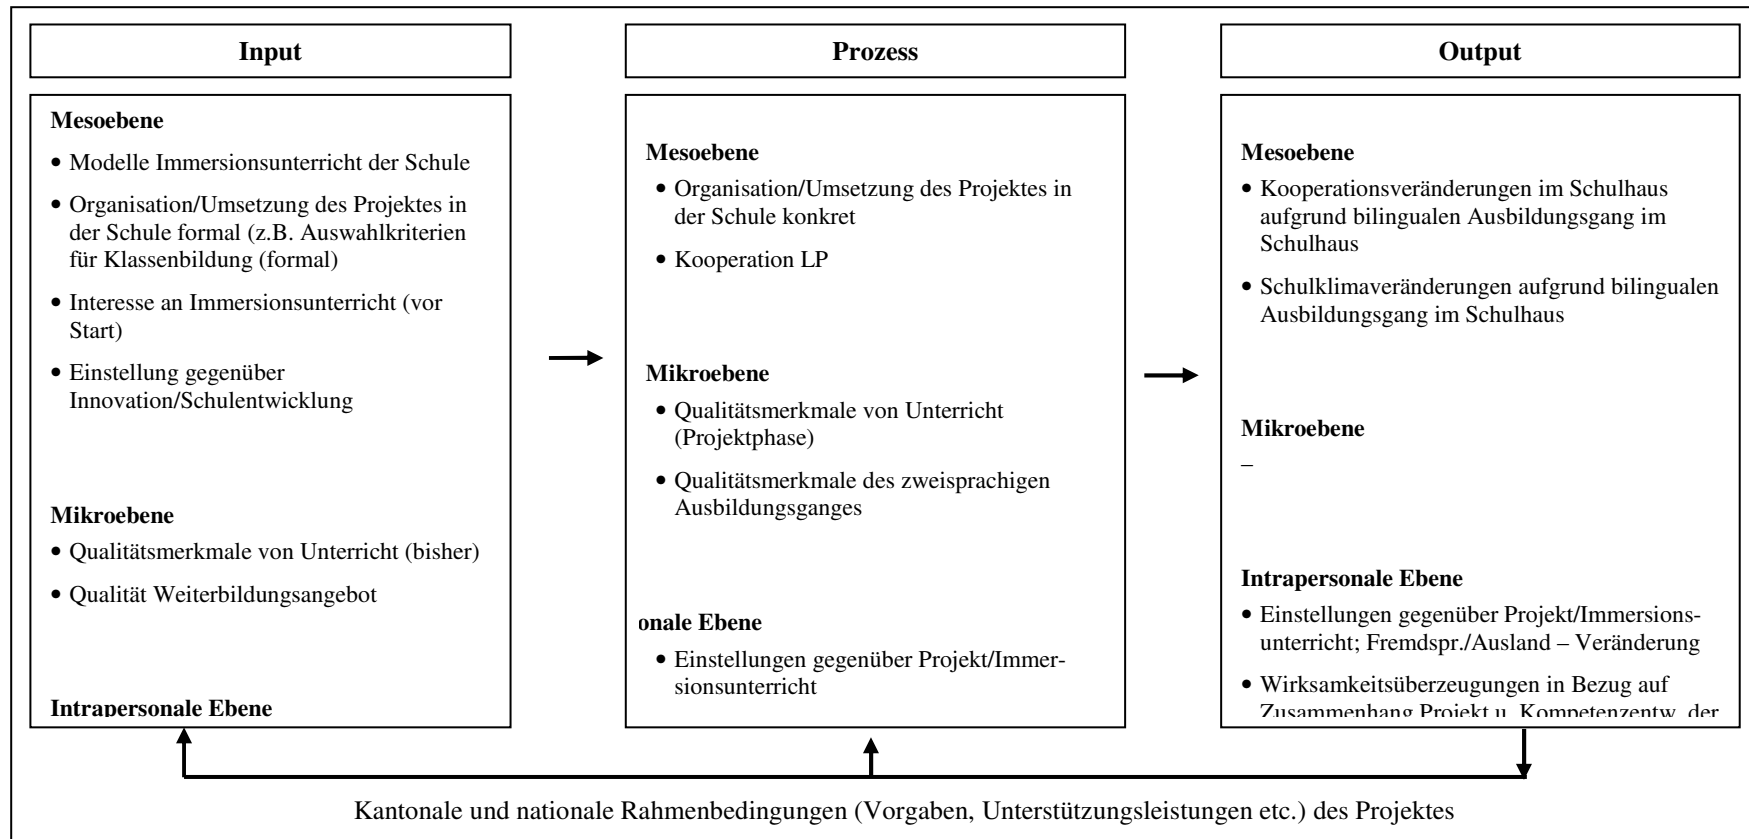 Input
Mesoebene
• Modelle Immersionsunterricht der Schule
• Organisation/Umsetzung des Projektes in
der Schule formal (z.B. Auswahlkriterien
für Klassenbildung (formal)
• Interesse an Immersionsunterricht (vor
Start)
• Einstellung gegenüber
Innovation/Schulentwicklung
Mikroebene
• Qualitätsmerkmale von Unterricht (bisher)
• Qualität Weiterbildungsangebot
Intrapersonale Ebene
Prozess
Mesoebene
• Organisation/Umsetzung des Projektes in
der Schule konkret
• Kooperation LP
Mikroebene
• Qualitätsmerkmale von Unterricht
(Projektphase)
• Qualitätsmerkmale des zweisprachigen
Ausbildungsganges
onale Ebene
• Einstellungen gegenüber Projekt/Immer-
sionsunterricht
Output
Mesoebene
• Kooperationsveränderungen im Schulhaus
aufgrund bilingualen Ausbildungsgang im
Schulhaus
• Schulklimaveränderungen aufgrund bilingualen
Ausbildungsgang im Schulhaus
Mikroebene
–
Intrapersonale Ebene
• Einstellungen gegenüber Projekt/Immersions-
unterricht; Fremdspr./Ausland – Veränderung
• Wirksamkeitsüberzeugungen in Bezug auf
Zusammenhang Projekt u. Kompetenzentw. der
Kantonale und nationale Rahmenbedingungen (Vorgaben, Unterstützungsleistungen etc.) des Projektes